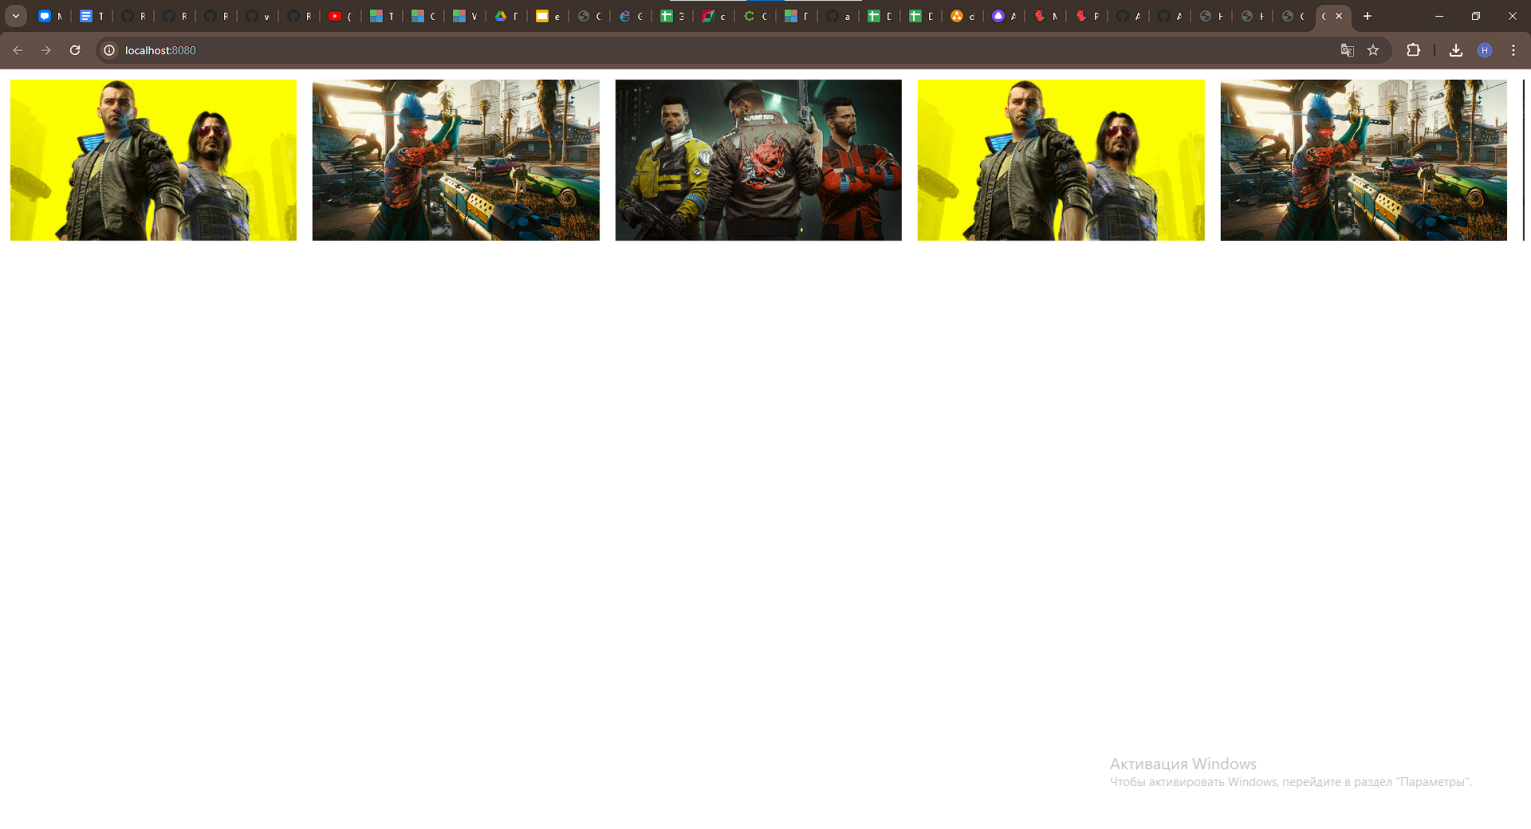 localhost:8080
H
Активация Windows
Чтобы активировать Windows, перейдите в раздел "Параметры".